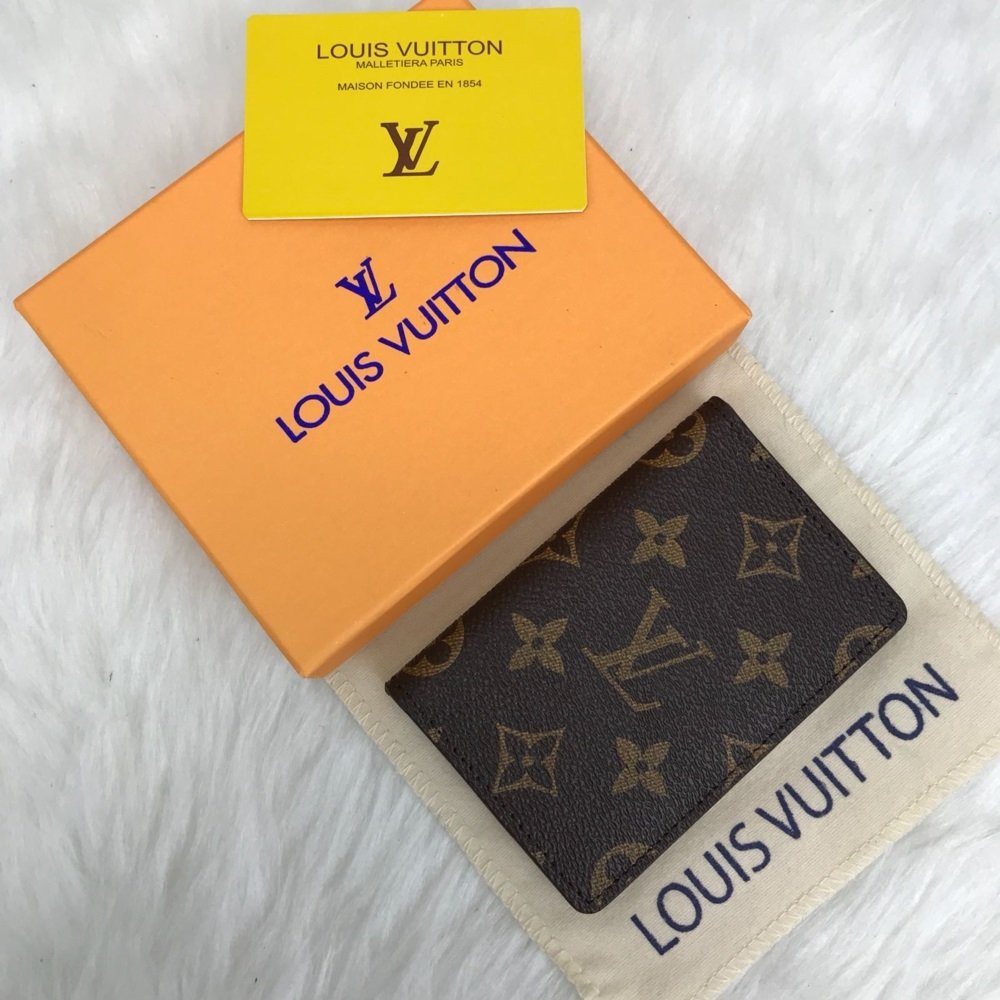 LOUIS VUITTON
MALLETIERA PARIS
MAISON FONDEE EN 1854
LV
LV
LOUIS VUITTON
LV
LOUIS VUITTON